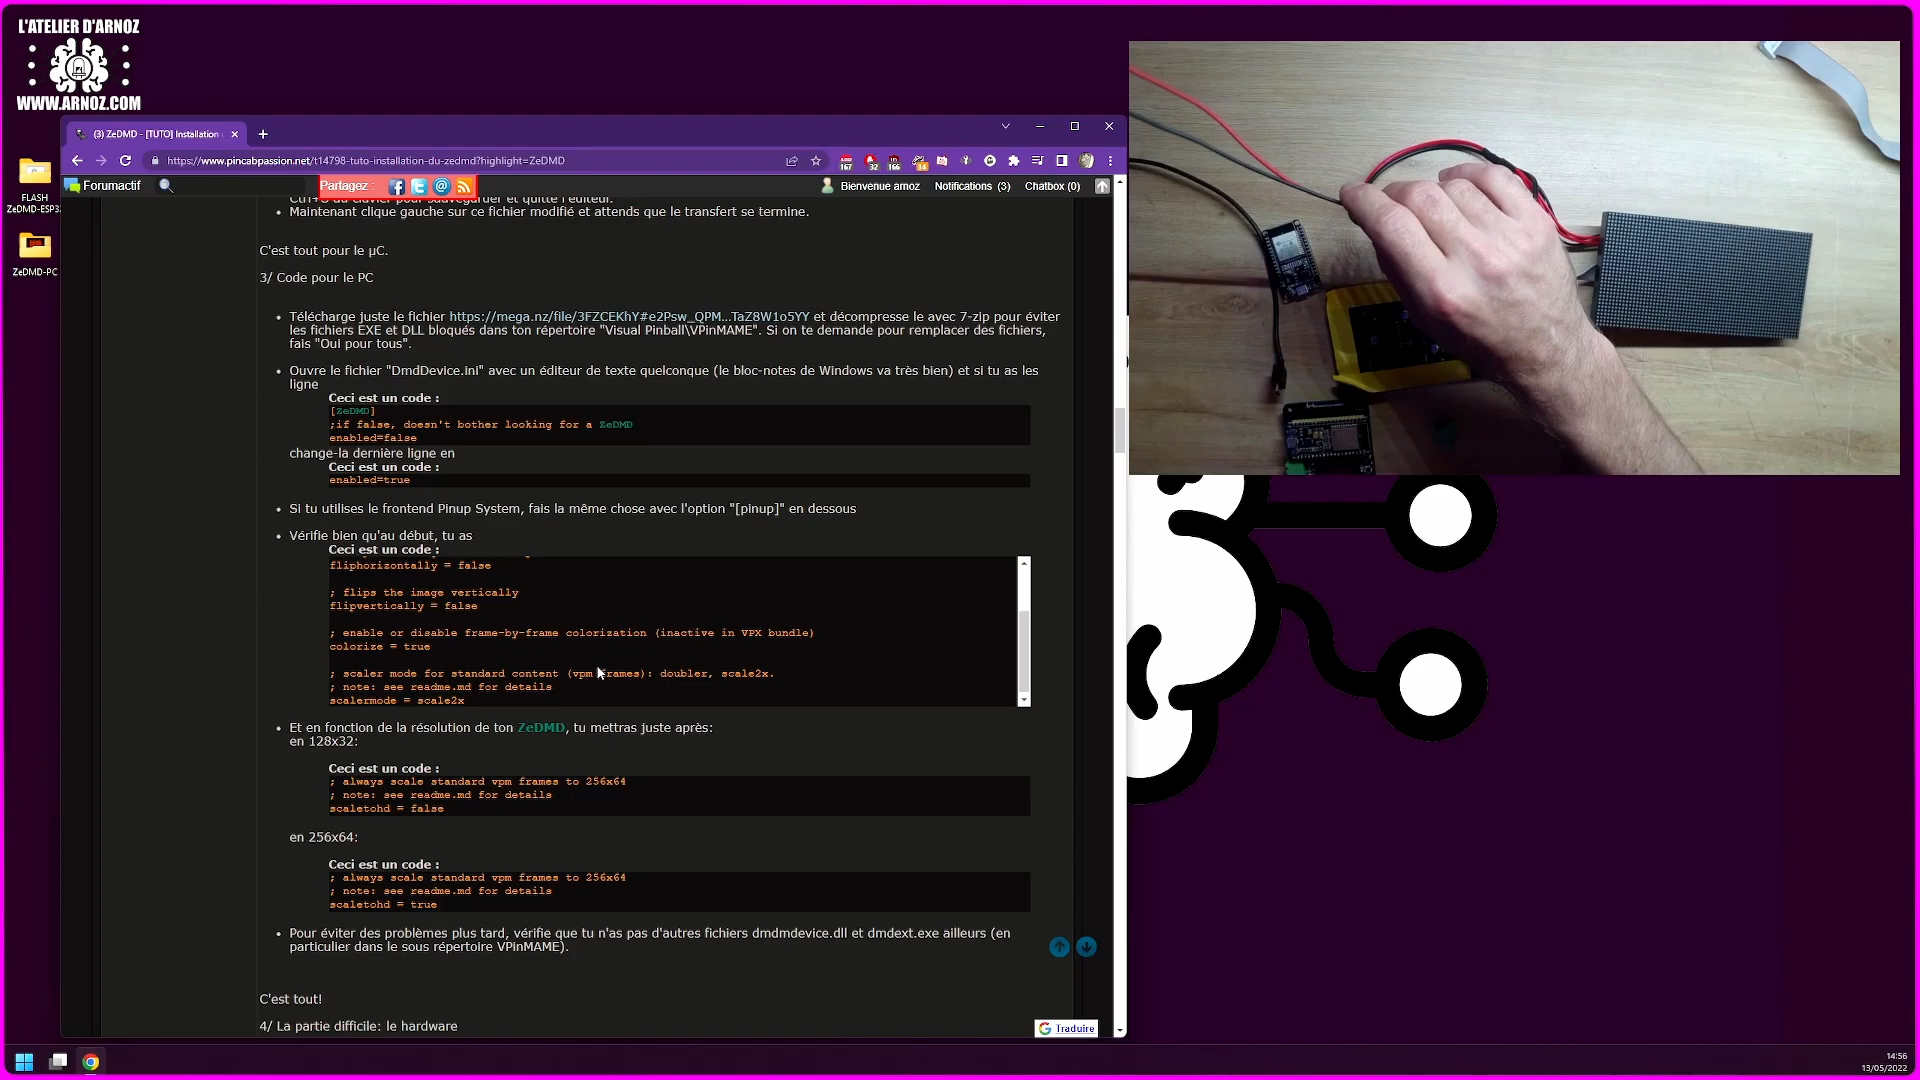 L'ATELIER D'ARNOZ
WWW.ARNOZ.COM
FLASH
ZeDMD-ESP3
ZeDMD-PC
(3) ZeDMD - [TUTO] Installation
https://www.pincabpassion.net/t14798-tuto-installation-du-zedmd?highlight=ZeDMD
167
32
166
14
Forumactif
Partagez :
Bienvenue arnoz
Notifications (3)
Chatbox (0)
Ctrl+S au clavier pour sauvegarder et quitte l'éditeur.
• Maintenant clique gauche sur ce fichier modifié et attends que le transfert se termine.
C'est tout pour le µC.
3/ Code pour le PC
• Télécharge juste le fichier https://mega.nz/file/3FZCEKhY#e2Psw_QPM...TaZ8W1o5YY et décompresse le avec 7-zip pour éviter
les fichiers EXE et DLL bloqués dans ton répertoire "Visual Pinball\VPinMAME". Si on te demande pour remplacer des fichiers,
fais "Oui pour tous".
• Ouvre le fichier "DmdDevice.ini" avec un éditeur de texte quelconque (le bloc-notes de Windows va très bien) et si tu as les
ligne
Ceci est un code :
[ZeDMD]
;if false, doesn't bother looking for a ZeDMD
enabled=false
change-la dernière ligne en
Ceci est un code :
enabled=true
• Si tu utilises le frontend Pinup System, fais la même chose avec l'option "[pinup]" en dessous
• Vérifie bien qu'au début, tu as
Ceci est un code :
fliphorizontally = false
; flips the image vertically
flipvertically = false
; enable or disable frame-by-frame colorization (inactive in VPX bundle)
colorize = true
; scaler mode for standard content (vpm frames): doubler, scale2x.
; note: see readme.md for details
scalermode = scale2x
• Et en fonction de la résolution de ton ZeDMD, tu mettras juste après:
en 128x32:
Ceci est un code :
; always scale standard vpm frames to 256x64
; note: see readme.md for details
scaletohd = false
en 256x64:
Ceci est un code :
; always scale standard vpm frames to 256x64
; note: see readme.md for details
scaletohd = true
• Pour éviter des problèmes plus tard, vérifie que tu n'as pas d'autres fichiers dmdmdevice.dll et dmdext.exe ailleurs (en
particulier dans le sous répertoire VPinMAME).
C'est tout!
4/ La partie difficile: le hardware
Traduire
14:56
13/05/2022